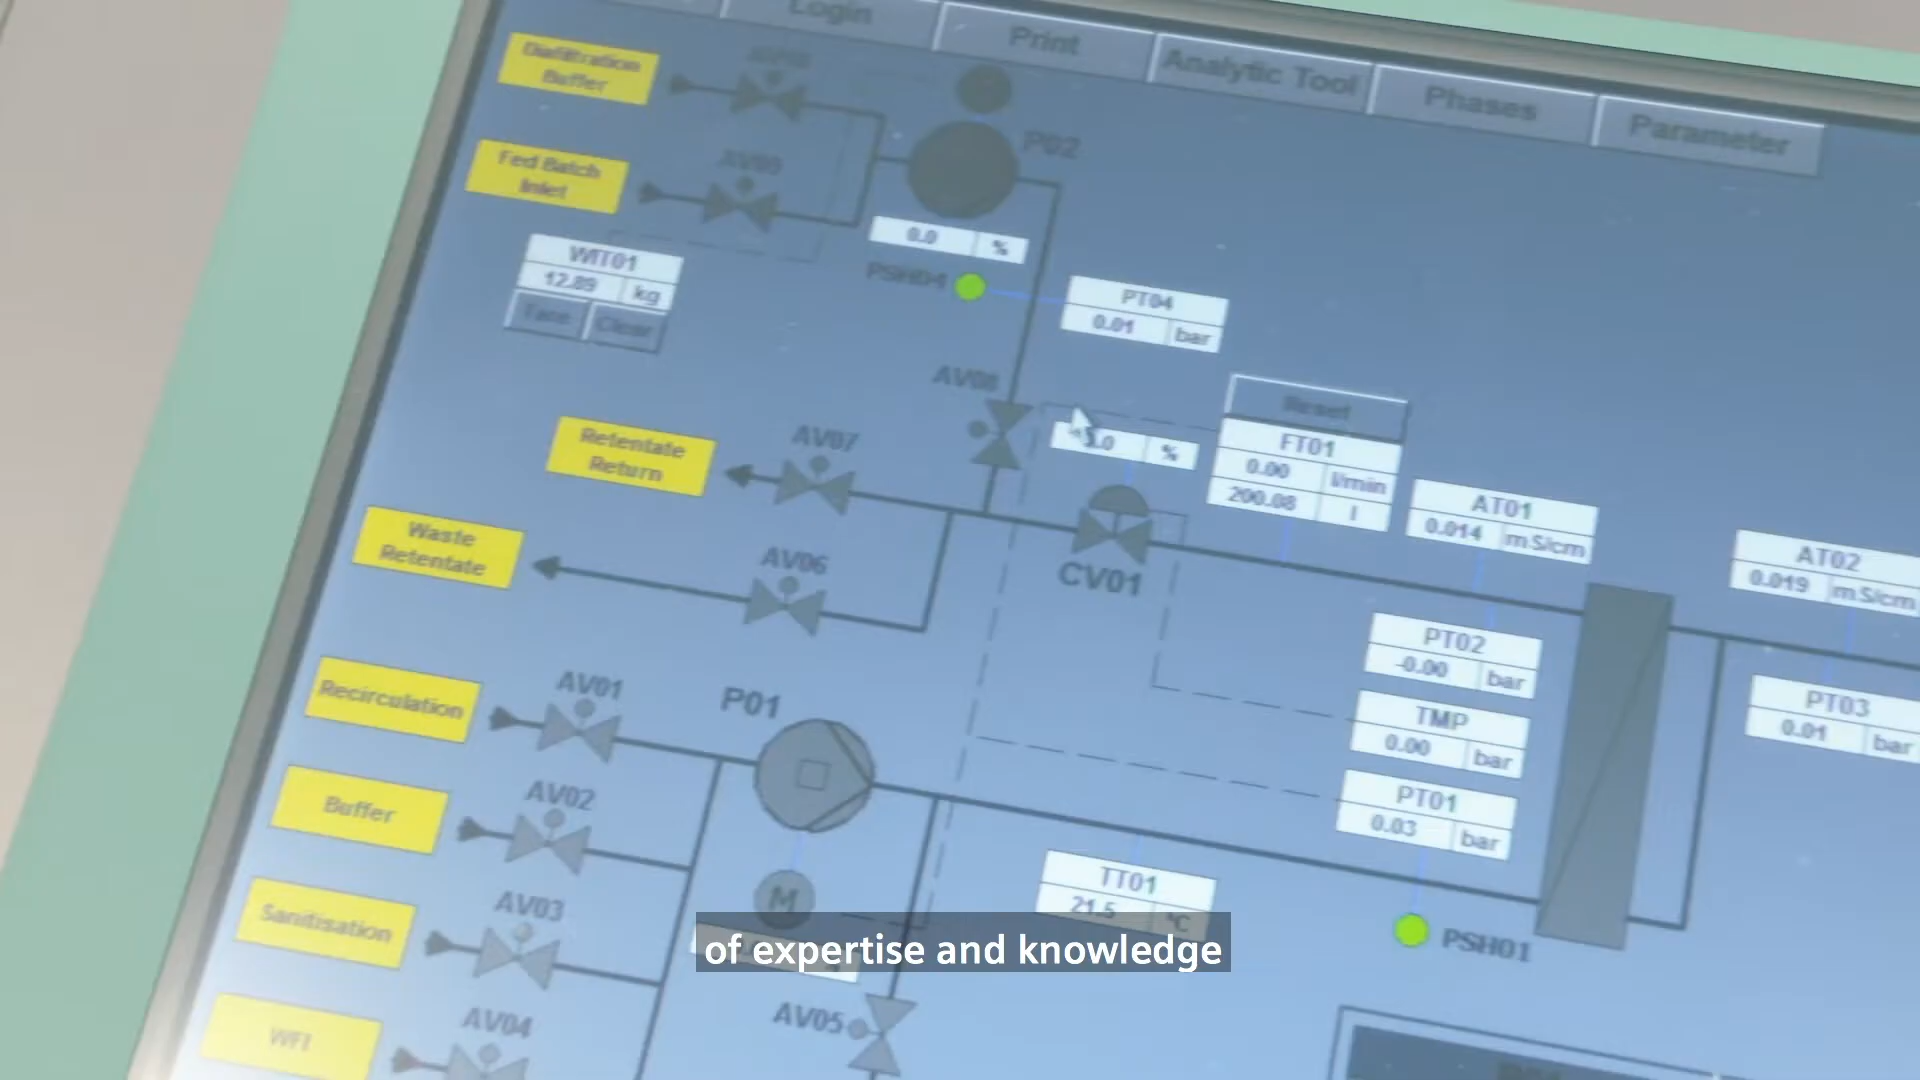 Login
Print
Analytic Tool
Phases
Parameter
Diafiltration
Buffer
P02
Fed Batch
Inlet
AV09
0.0 %
WIT01
12.89 kg
Tare Clear
PSH04
PT04
0.01 bar
AV08
Reset
FT01
0.00 l/min
200.08 l
%
Retentate
Return
AV07
AT01
0.014 mS/cm
Waste
Retentate
AV06
CV01
AT02
0.019 mS/cm
PT02
-0.00 bar
TMP
0.00 bar
PT01
0.03 bar
PT03
0.01 bar
Recirculation
AV01
P01
Buffer
AV02
M
TT01
21.5 °C
Sanitisation
AV03
PSH01
of expertise and knowledge
WFI
AV04
AV05